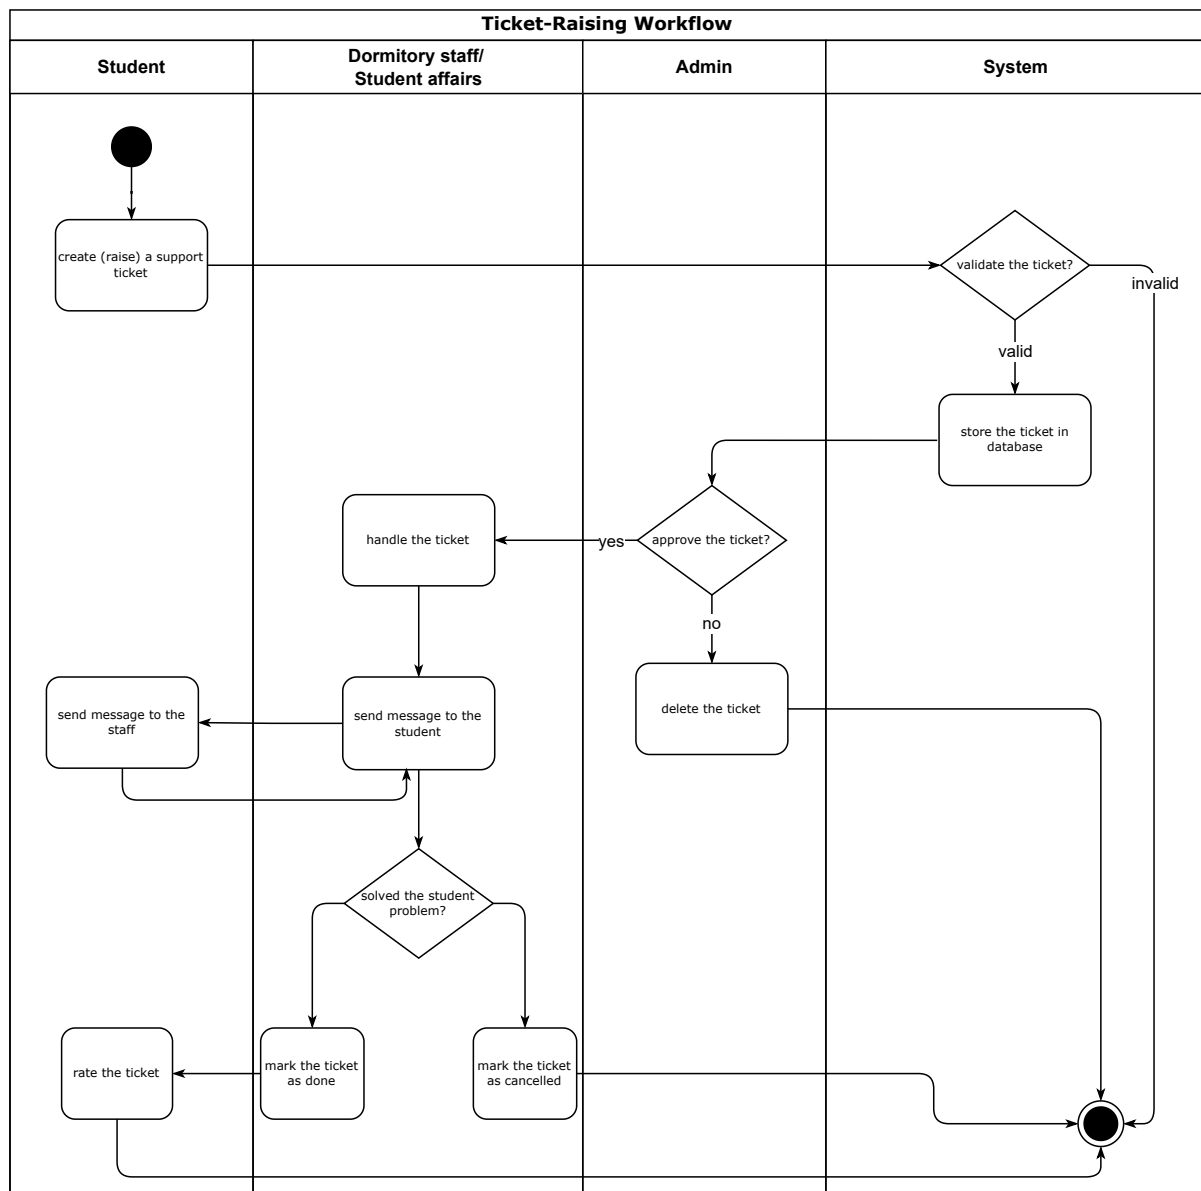 Ticket-Raising Workflow
Student
Dormitory staff/
Student affairs
Admin
System
create (raise) a support
ticket
validate the ticket?
invalid
valid
store the ticket in
database
handle the ticket
yes
approve the ticket?
no
send message to the
staff
send message to the
student
delete the ticket
solved the student
problem?
rate the ticket
mark the ticket
as done
mark the ticket
as cancelled